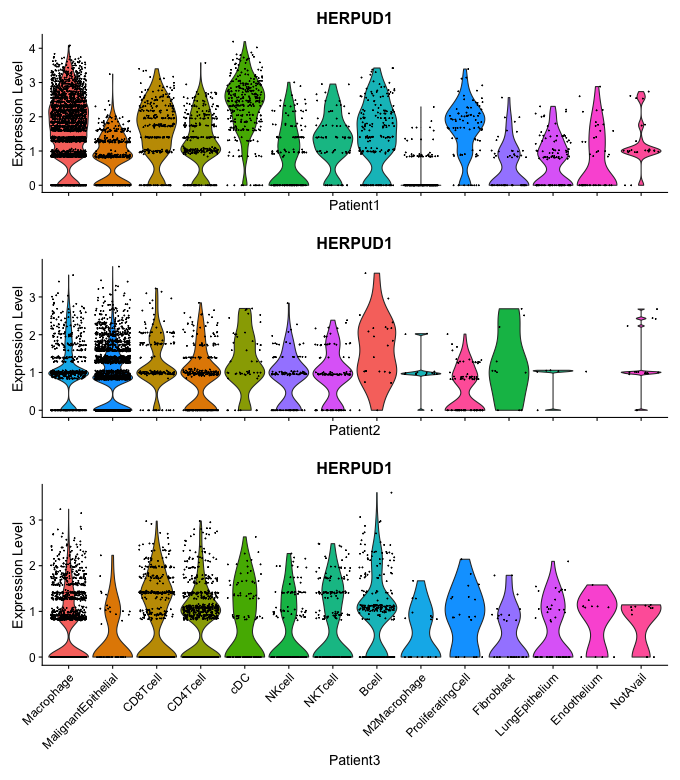 HERPUD1
Expression Level
4
3
2
1
0
Patient1
HERPUD1
Expression Level
3
2
1
0
Patient2
HERPUD1
Expression Level
3
2
1
0
Macrophage
MalignantEpithelial
CD8Tcell
CD4Tcell
cDC
NKcell
NKTcell
Bcell
M2Macrophage
ProliferatingCell
Fibroblast
LungEpithelium
Endothelium
NotAvail
Patient3